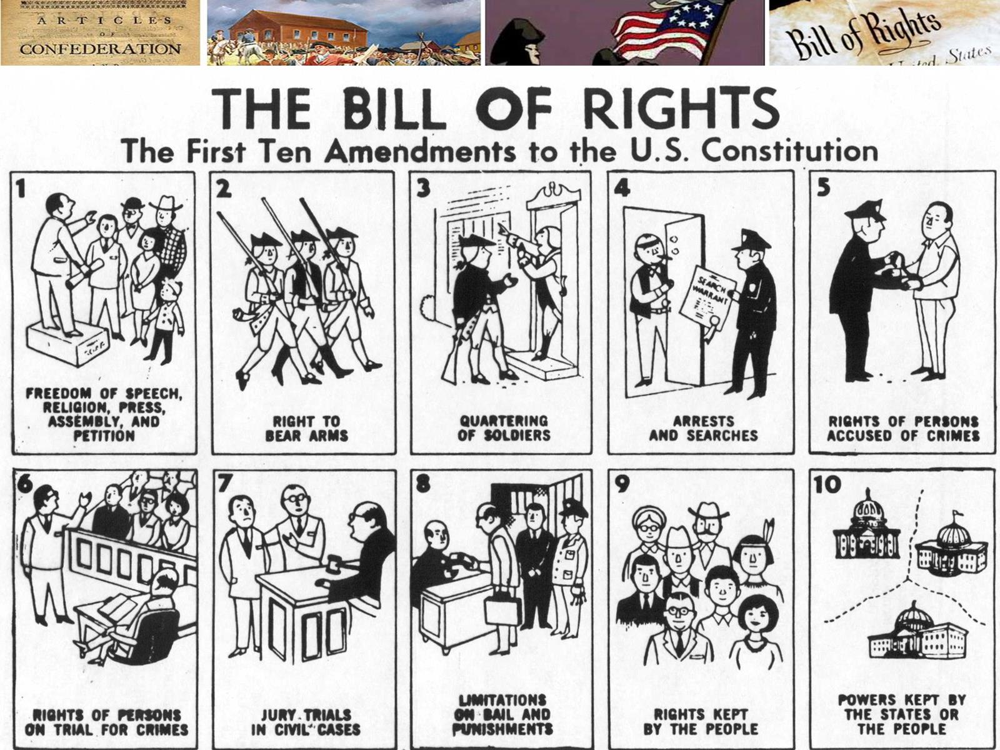 ARTICLES
OF
CONFEDERATION
Bill of Rights
United States
THE BILL OF RIGHTS
The First Ten Amendments to the U.S. Constitution
1
FREEDOM OF SPEECH,
RELIGION, PRESS,
ASSEMBLY, AND
PETITION
2
RIGHT TO
BEAR ARMS
3
QUARTERING
OF SOLDIERS
4
SEARCH
WARRANT
ARRESTS
AND SEARCHES
5
RIGHTS OF PERSONS
ACCUSED OF CRIMES
6
RIGHTS OF PERSONS
ON TRIAL FOR CRIMES
7
JURY TRIALS
IN CIVIL CASES
8
LIMITATIONS
ON BAIL AND
PUNISHMENTS
9
RIGHTS KEPT
BY THE PEOPLE
10
POWERS KEPT BY
THE STATES OR
THE PEOPLE